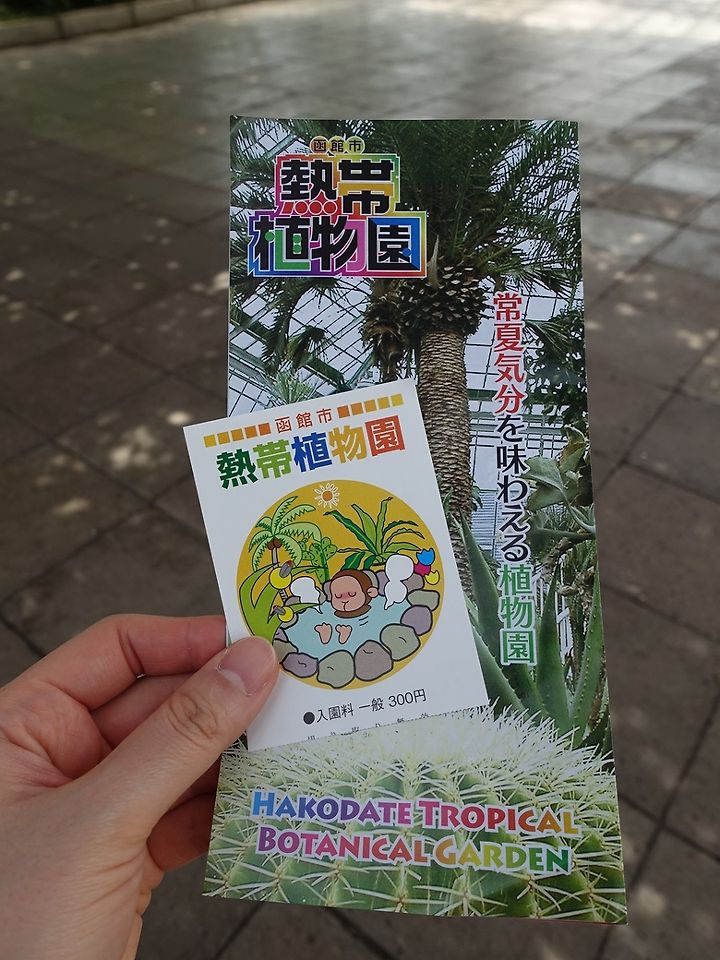 函館市
熱帯
植物園
常夏気分を味わえる植物園
函館市
熱帯植物園
●入園料 一般 300円
HAKODATE TROPICAL
BOTANICAL GARDEN